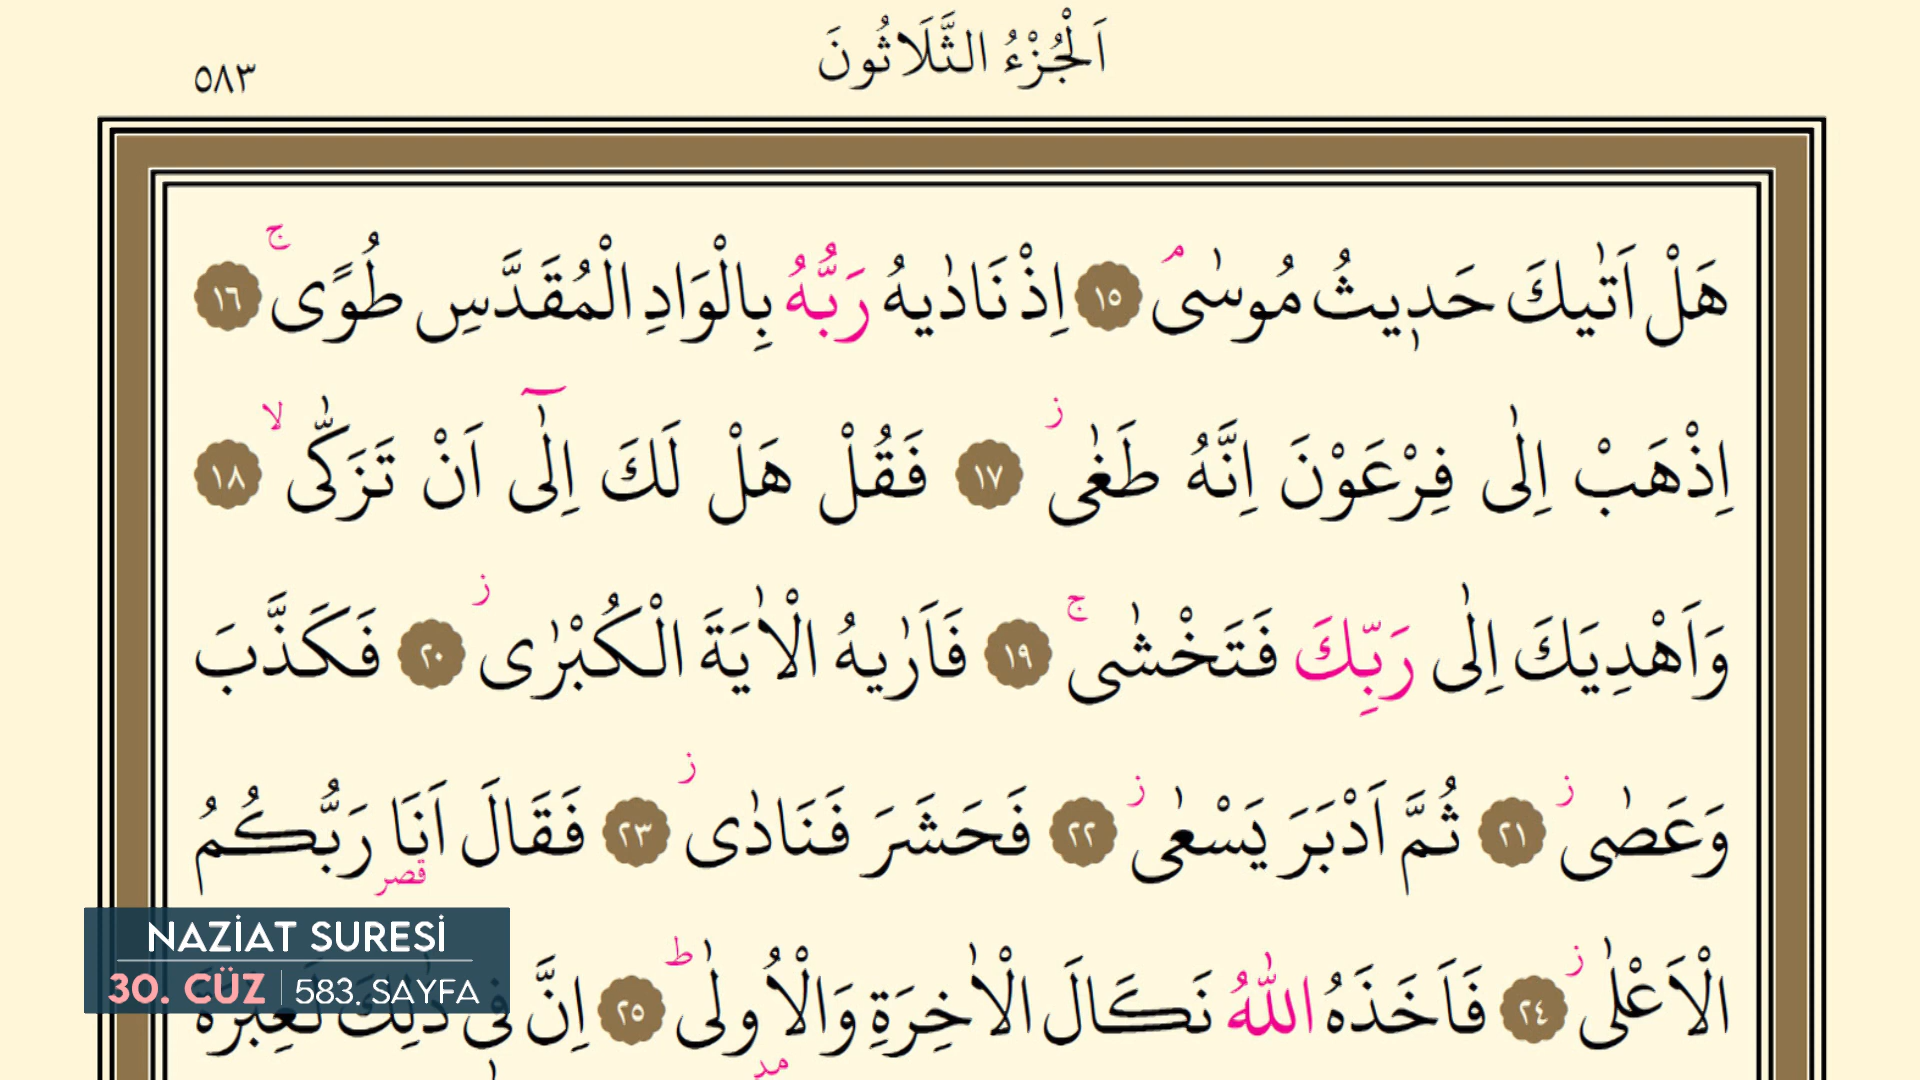 اَلْجُزْءُ الثَّلَاثُونَ
٥٨٣
هَلْ اَتٰيكَ حَد۪يثُ مُوسٰىۢ ١٥ اِذْ نَادٰيهُ رَبُّهُ بِالْوَادِ الْمُقَدَّسِ طُوًىۚ ١٦
اِذْهَبْ اِلٰى فِرْعَوْنَ اِنَّهُ طَغٰىۘ ز ١٧ فَقُلْ هَلْ لَكَ اِلٰٓى اَنْ تَزَكّٰىۙ ١٨
وَاَهْدِيَكَ اِلٰى رَبِّكَ فَتَخْشٰىۚ ١٩ فَاَرٰيهُ الْاٰيَةَ الْكُبْرٰى ز ٢٠ فَكَذَّبَ
وَعَصٰى ز ٢١ ثُمَّ اَدْبَرَ يَسْعٰى ز ٢٢ فَحَشَرَ فَنَادٰى ز ٢٣ فَقَالَ اَنَا رَبُّكُمُ
قصر
الْاَعْلٰى ز ٢٤ فَاَخَذَهُ اللّٰهُ نَكَالَ الْاٰخِرَةِ وَالْاُولٰى ط ٢٥ اِنَّ ف۪ي ذٰلِكَ لَعِبْرَةً
مد
NAZİAT SURESİ
30. CÜZ | 583. SAYFA